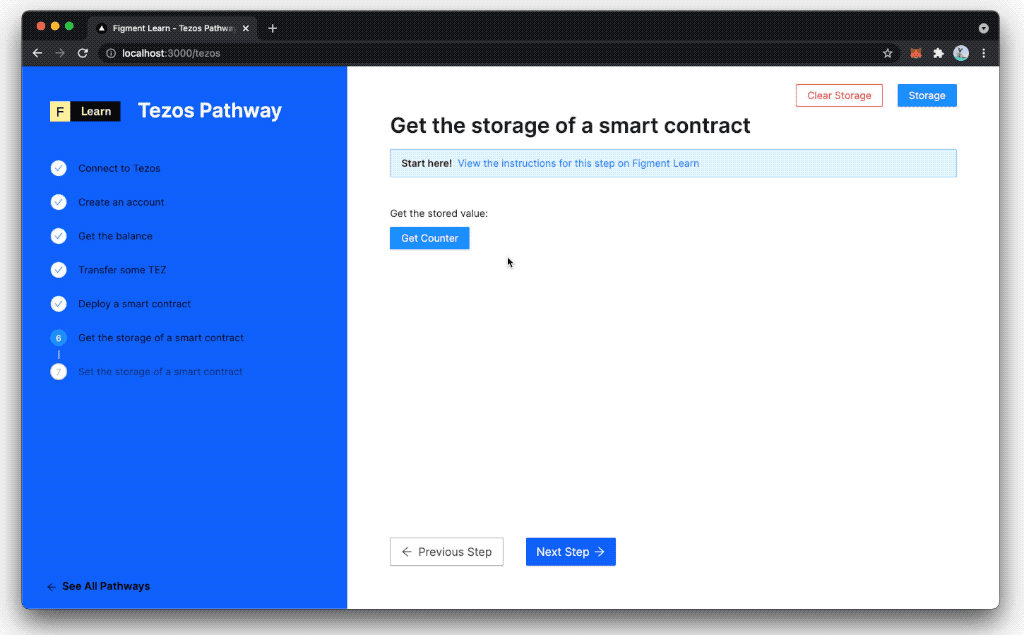 Figment Learn - Tezos Pathwa
localhost:3000/tezos
F Learn
Tezos Pathway
Connect to Tezos
Create an account
Get the balance
Transfer some TEZ
Deploy a smart contract
6 Get the storage of a smart contract
7 Set the storage of a smart contract
← See All Pathways
Clear Storage
Storage
Get the storage of a smart contract
Start here! View the instructions for this step on Figment Learn
Get the stored value:
Get Counter
← Previous Step
Next Step →